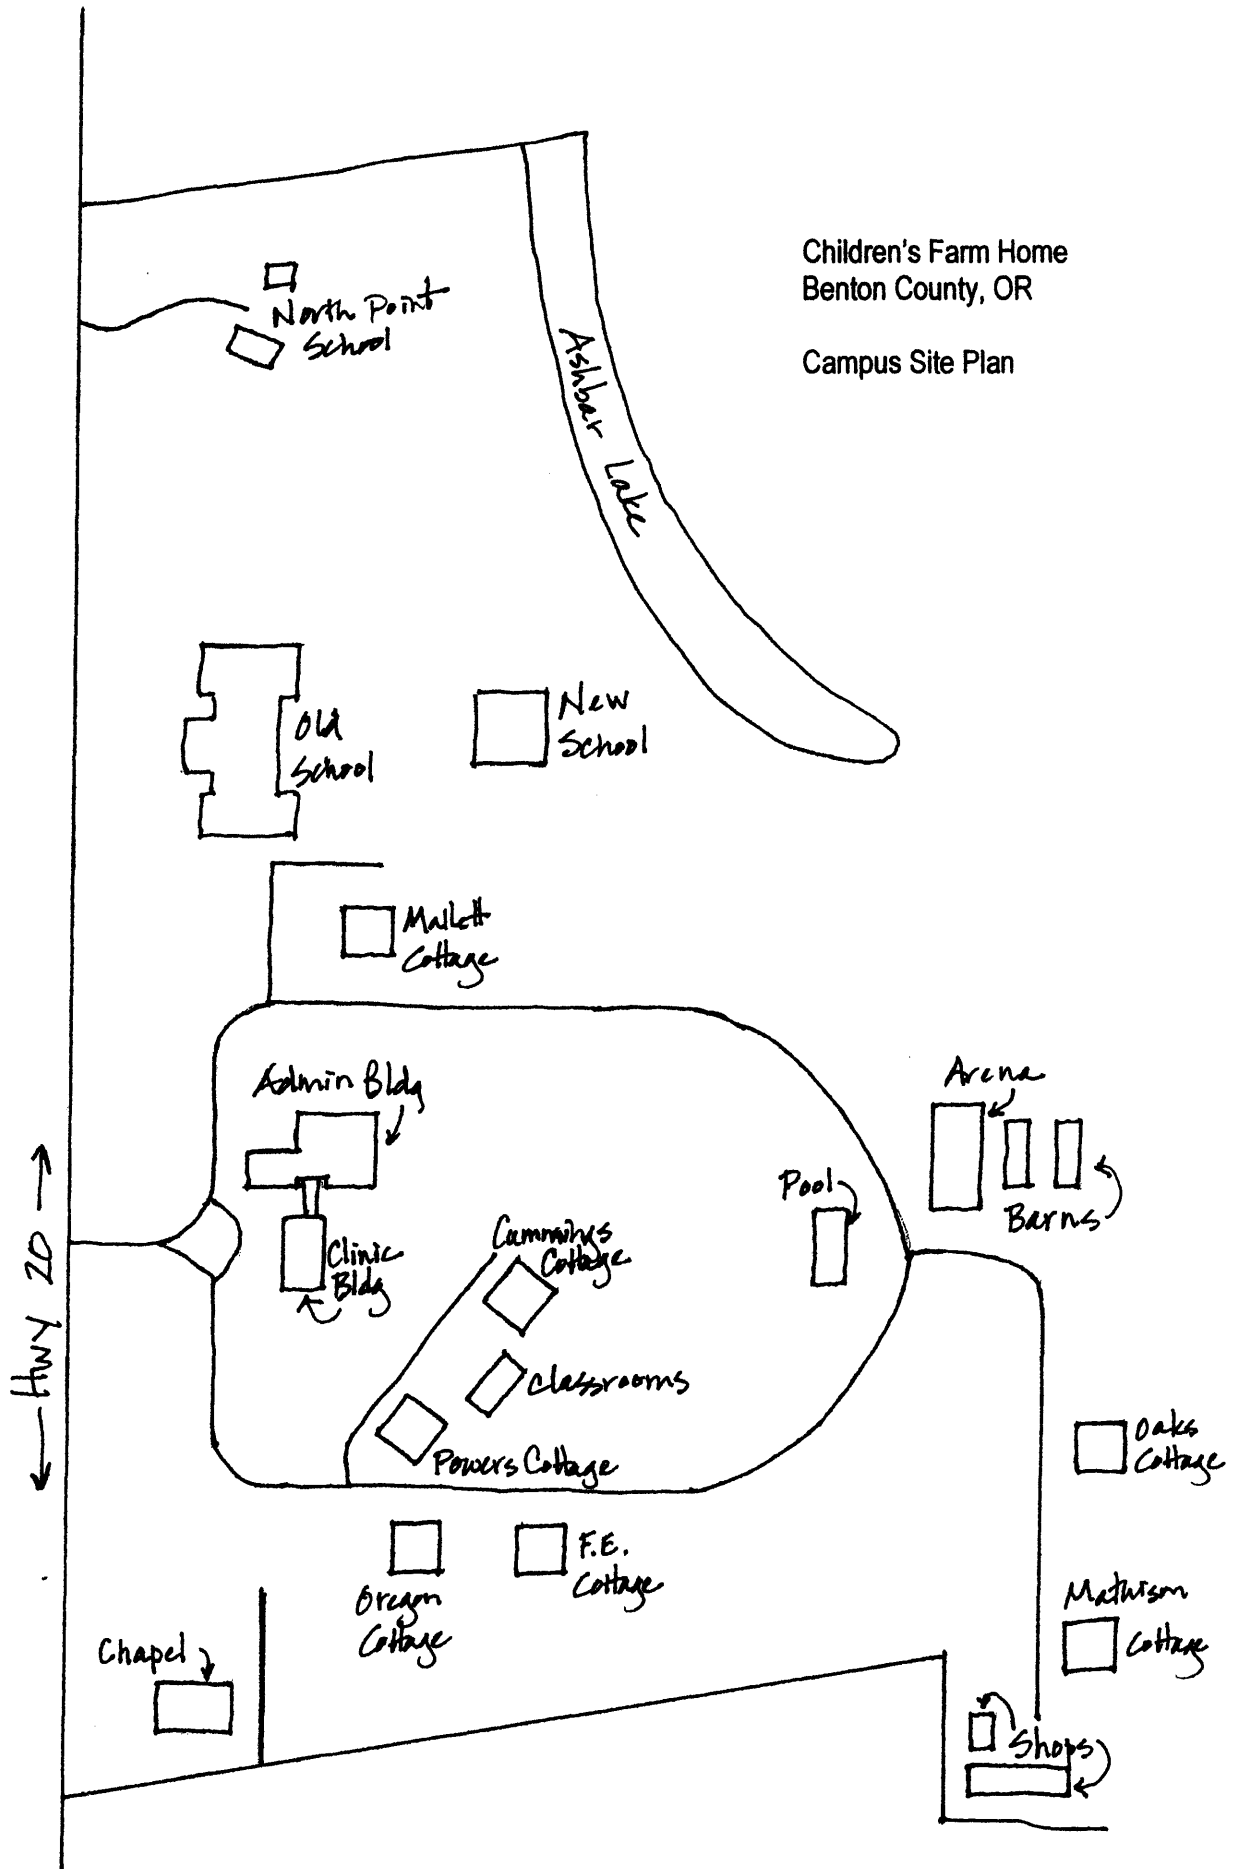 Children's Farm Home
Benton County, OR
Campus Site Plan
North Point
School
Ashbar Lake
Old
School
New
School
Mallett
Cottage
Admin Bldg
Arena
Pool
Barns
Cummings
Cottage
Clinic
Bldg
HWY 20
Classrooms
Powers Cottage
Oaks
Cottage
F.E.
Cottage
Oregon
Cottage
Mathison
Cottage
Chapel
Shops